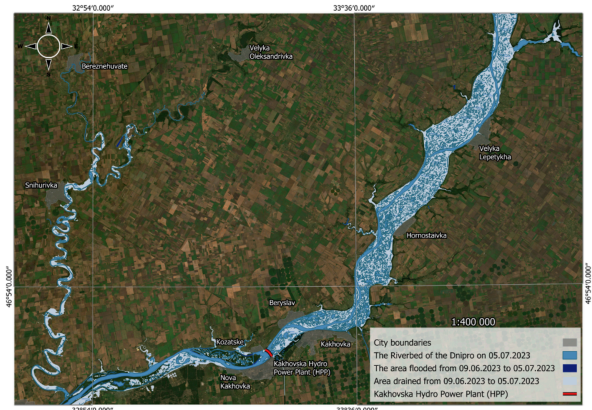 32°54'0.000"
33°36'0.000"
Velyka
Oleksandrivka
Bereznehuvate
Velyka
Lepetykha
Snihurivka
Hornostaivka
46°54'0.000"
46°54'0.000"
Beryslav
1:400 000
Kozatske
Kakhovka
Kakhovska Hydro
Power Plant (HPP)
Nova
Kakhovka
City boundaries
The Riverbed of the Dnipro on 05.07.2023
The area flooded from 09.06.2023 to 05.07.2023
Area drained from 09.06.2023 to 05.07.2023
Kakhovska Hydro Power Plant (HPP)